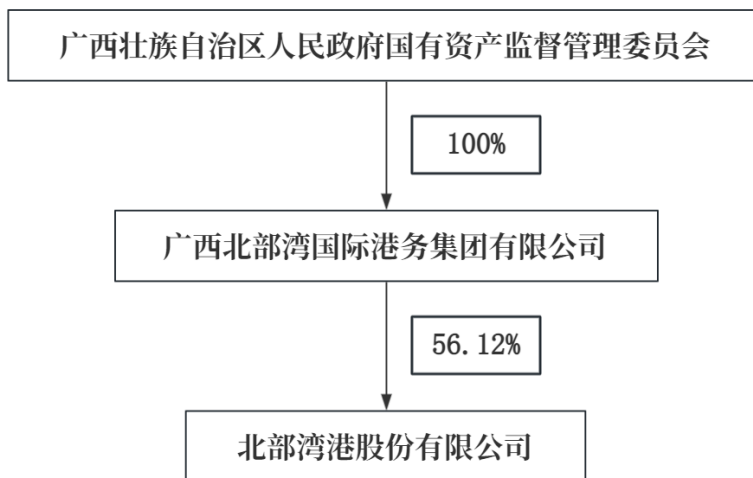 广西壮族自治区人民政府国有资产监督管理委员会
100%
广西北部湾国际港务集团有限公司
56.12%
北部湾港股份有限公司